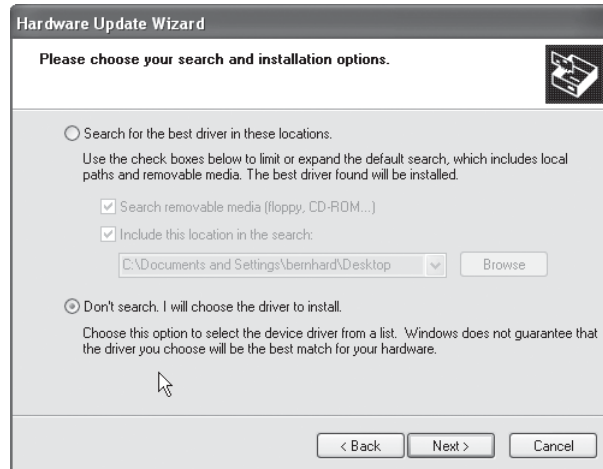 Hardware Update Wizard
Please choose your search and installation options.
Search for the best driver in these locations.
Use the check boxes below to limit or expand the default search, which includes local
paths and removable media. The best driver found will be installed.
Search removable media (floppy, CD-ROM...)
Include this location in the search:
C:\Documents and Settings\bernhard\Desktop
Browse
Don't search. I will choose the driver to install.
Choose this option to select the device driver from a list. Windows does not guarantee that
the driver you choose will be the best match for your hardware.
< Back Next > Cancel